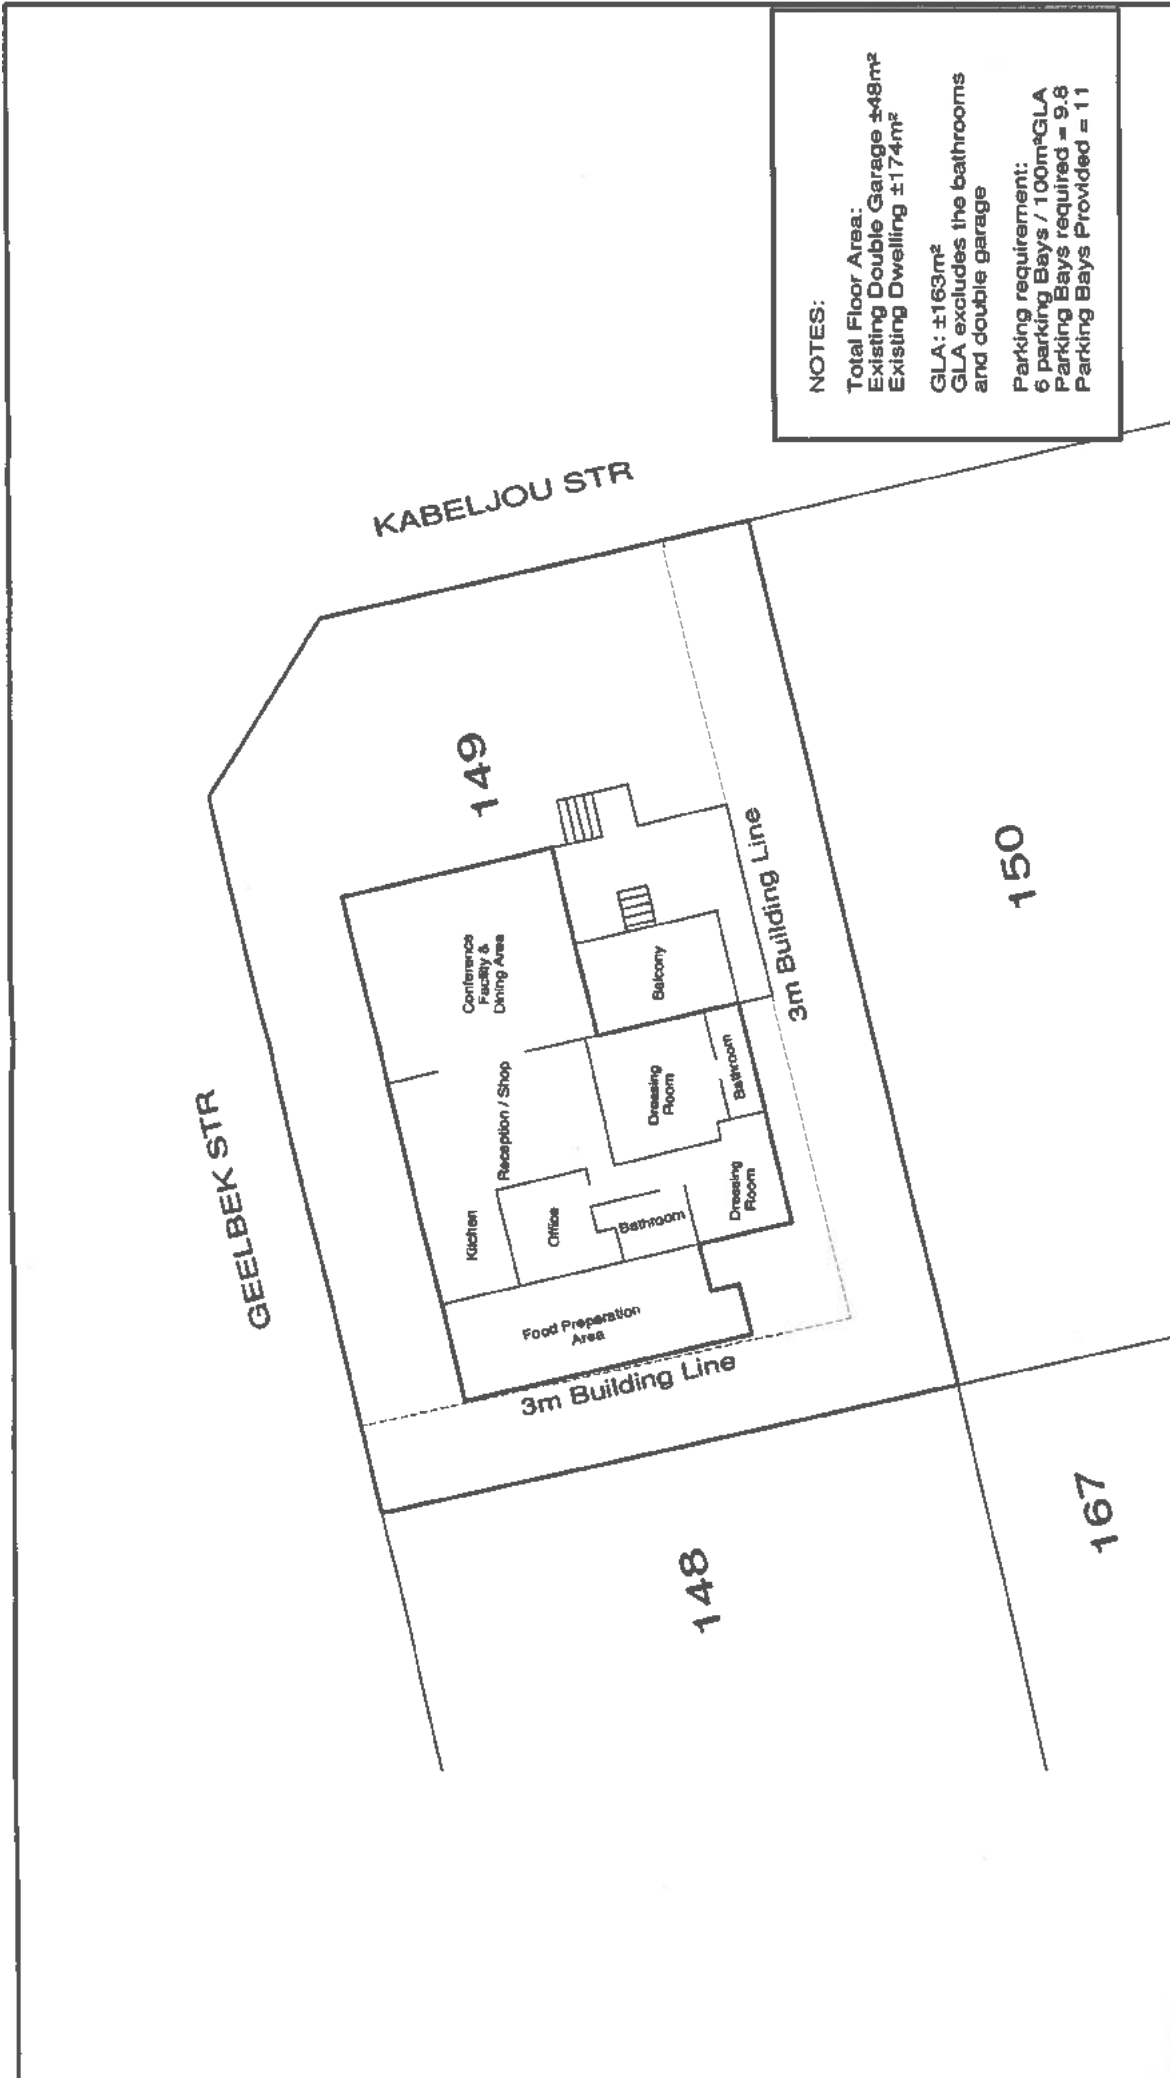 GEELBEK STR
KABELJOU STR
149
Conference
Facility &
Dining Area
Reception / Shop
Kitchen
Office
Balcony
Dressing
Room
Bathroom
Bathroom
Dressing
Room
Food Preparation
Area
3m Building Line
3m Building Line
148
150
167
NOTES:
Total Floor Area:
Existing Double Garage ±48m²
Existing Dwelling ±174m²
GLA: ±163m²
GLA excludes the bathrooms
and double garage
Parking requirement:
6 parking Bays / 100m²GLA
Parking Bays required = 9.8
Parking Bays Provided = 11